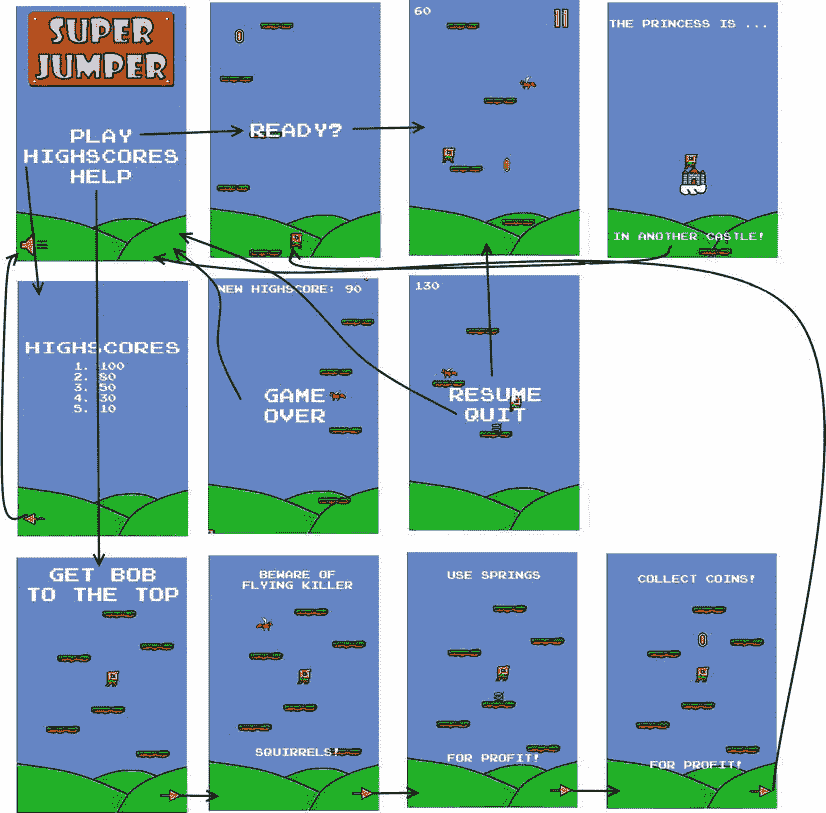 SUPER
JUMPER
PLAY
HIGHSCORES
HELP
READY?
60
THE PRINCESS IS ...
IN ANOTHER CASTLE!
HIGHSCORES
1. 100
2. 80
3. 50
4. 30
5. 10
NEW HIGHSCORE: 90
GAME
OVER
130
RESUME
QUIT
GET BOB
TO THE TOP
BEWARE OF
FLYING KILLER
SQUIRRELS!
USE SPRINGS
FOR PROFIT!
COLLECT COINS!
FOR PROFIT!